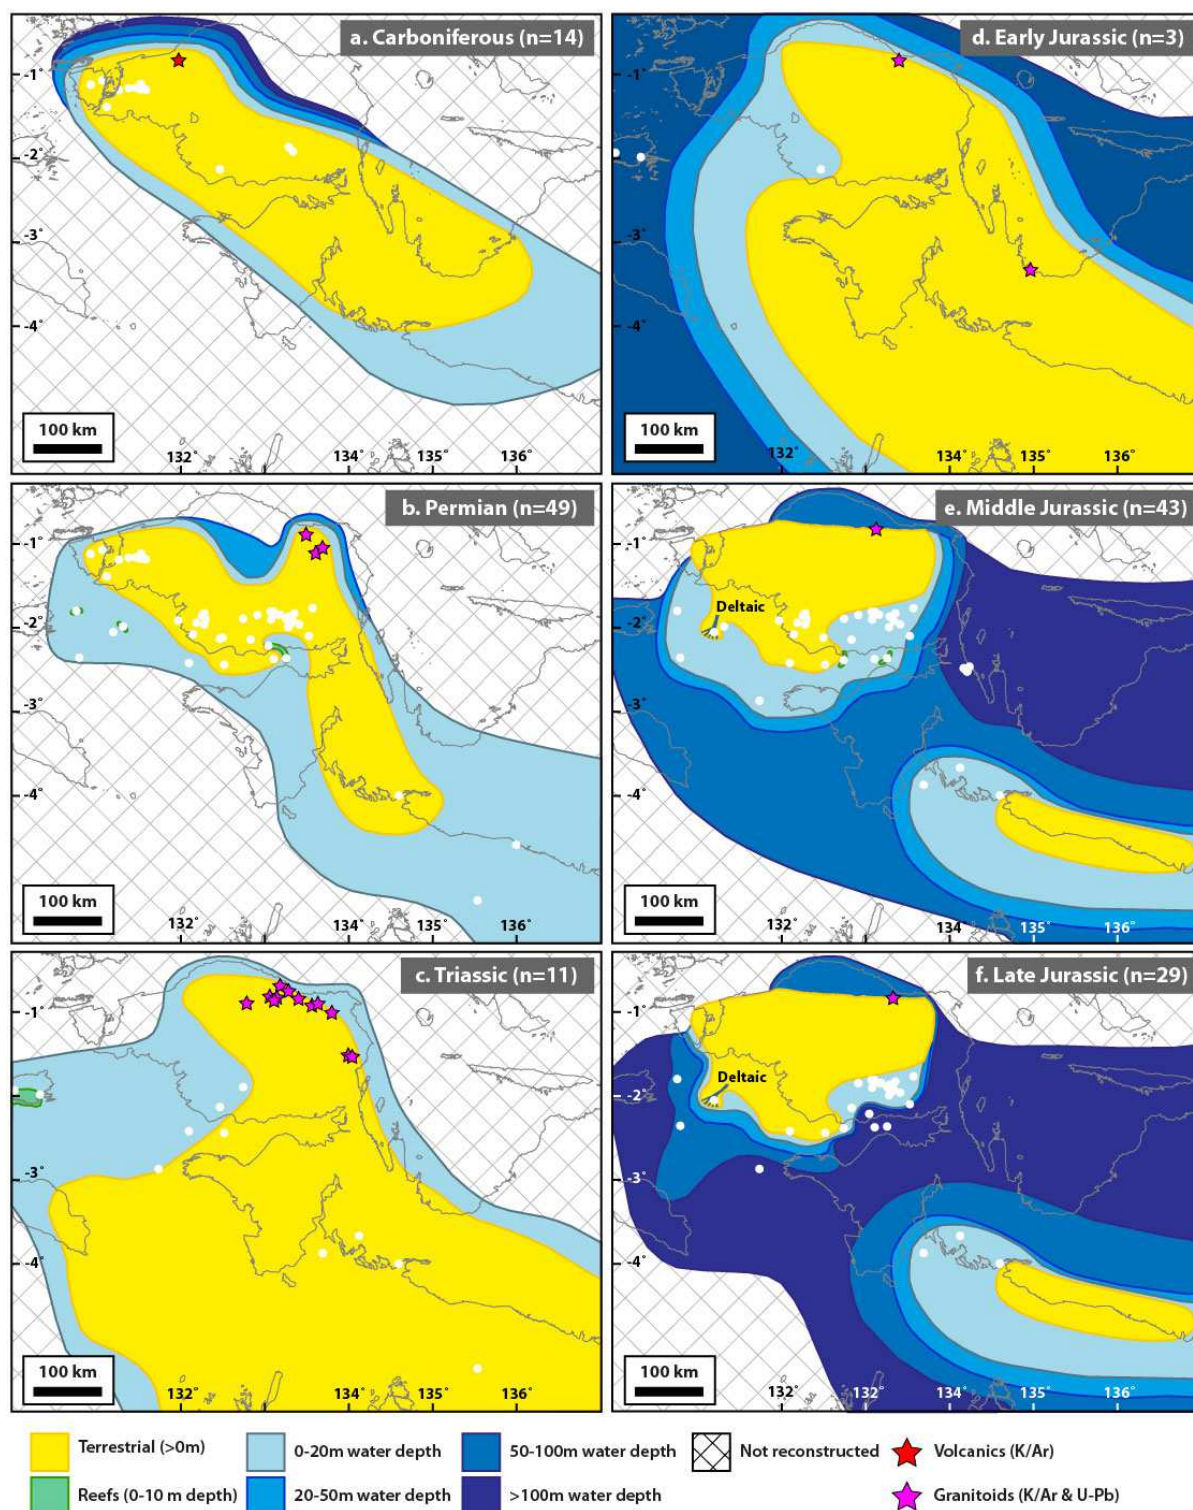 a. Carboniferous (n=14)
-1°
-2°
-3°
-4°
100 km
132°
134°
135°
136°
d. Early Jurassic (n=3)
-1°
-2°
-3°
-4°
100 km
132°
134°
135°
136°
b. Permian (n=49)
-1°
-2°
-3°
-4°
100 km
132°
134°
135°
136°
e. Middle Jurassic (n=43)
-1°
Deltaic
-2°
-3°
-4°
100 km
132°
132°
134°
135°
136°
c. Triassic (n=11)
-1°
-2°
-3°
-4°
100 km
132°
134°
135°
136°
f. Late Jurassic (n=29)
-1°
Deltaic
-2°
-3°
-4°
100 km
132°
132°
134°
135°
136°
Terrestrial (>0m)
0-20m water depth
50-100m water depth
Not reconstructed
Volcanics (K/Ar)
Reefs (0-10 m depth)
20-50m water depth
>100m water depth
Granitoids (K/Ar & U-Pb)